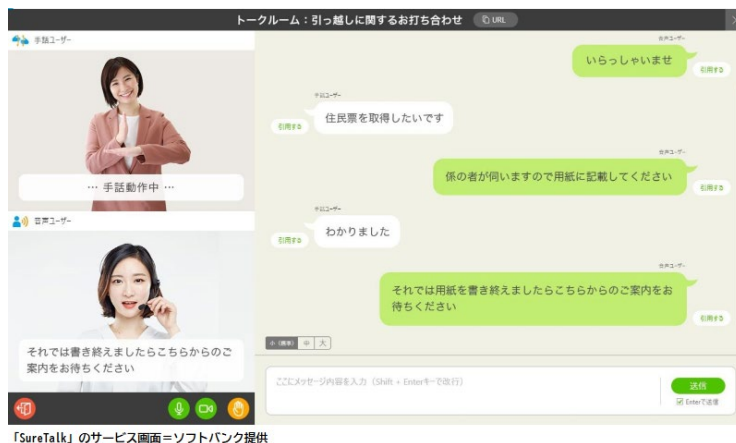 トークルーム：引っ越しに関するお打ち合わせ
URL
手話ユーザー
… 手話動作中 …
音声ユーザー
それでは書き終えましたらこちらからのご
案内をお待ちください
音声ユーザー
いらっしゃいませ
引用する
手話ユーザー
住民票を取得したいです
引用する
音声ユーザー
係の者が伺いますので用紙に記載してください
引用する
手話ユーザー
わかりました
引用する
音声ユーザー
それでは用紙を書き終えましたらこちらからのご案内をお
待ちください
引用する
小（標準） 中 大
ここにメッセージ内容を入力（Shift + Enterキーで改行）
送信
Enterで送信
「SureTalk」のサービス画面＝ソフトバンク提供